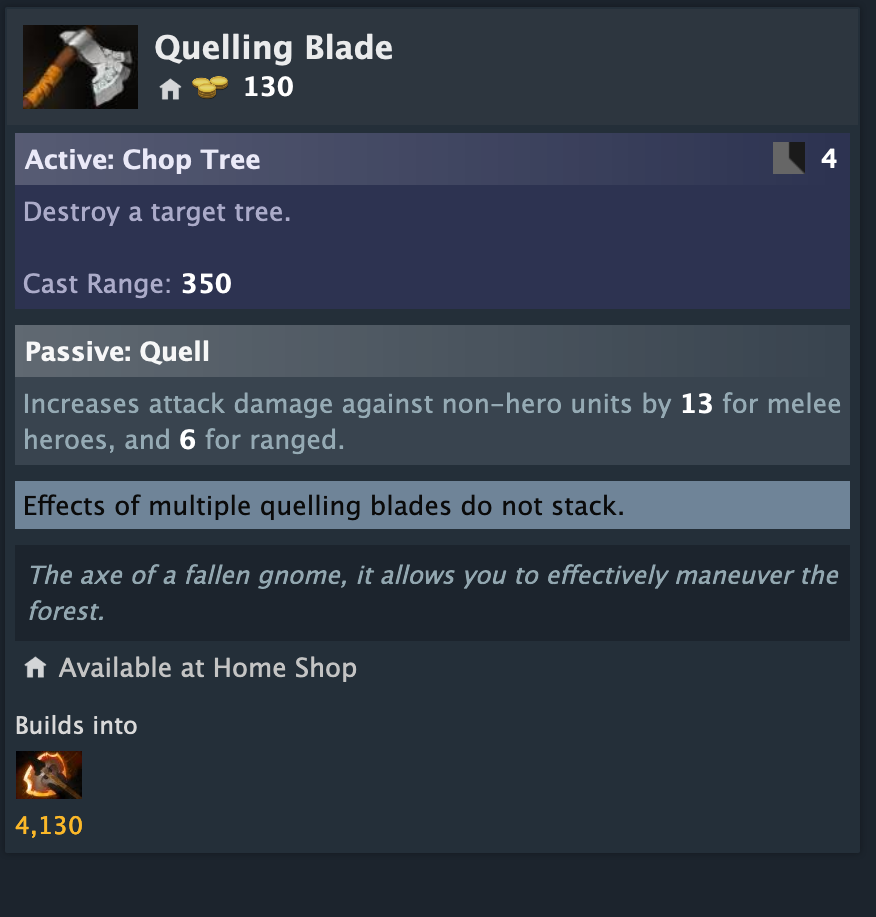 Quelling Blade
130
Active: Chop Tree 4
Destroy a target tree.
Cast Range: 350
Passive: Quell
Increases attack damage against non-hero units by 13 for melee
heroes, and 6 for ranged.
Effects of multiple quelling blades do not stack.
The axe of a fallen gnome, it allows you to effectively maneuver the
forest.
Available at Home Shop
Builds into
4,130